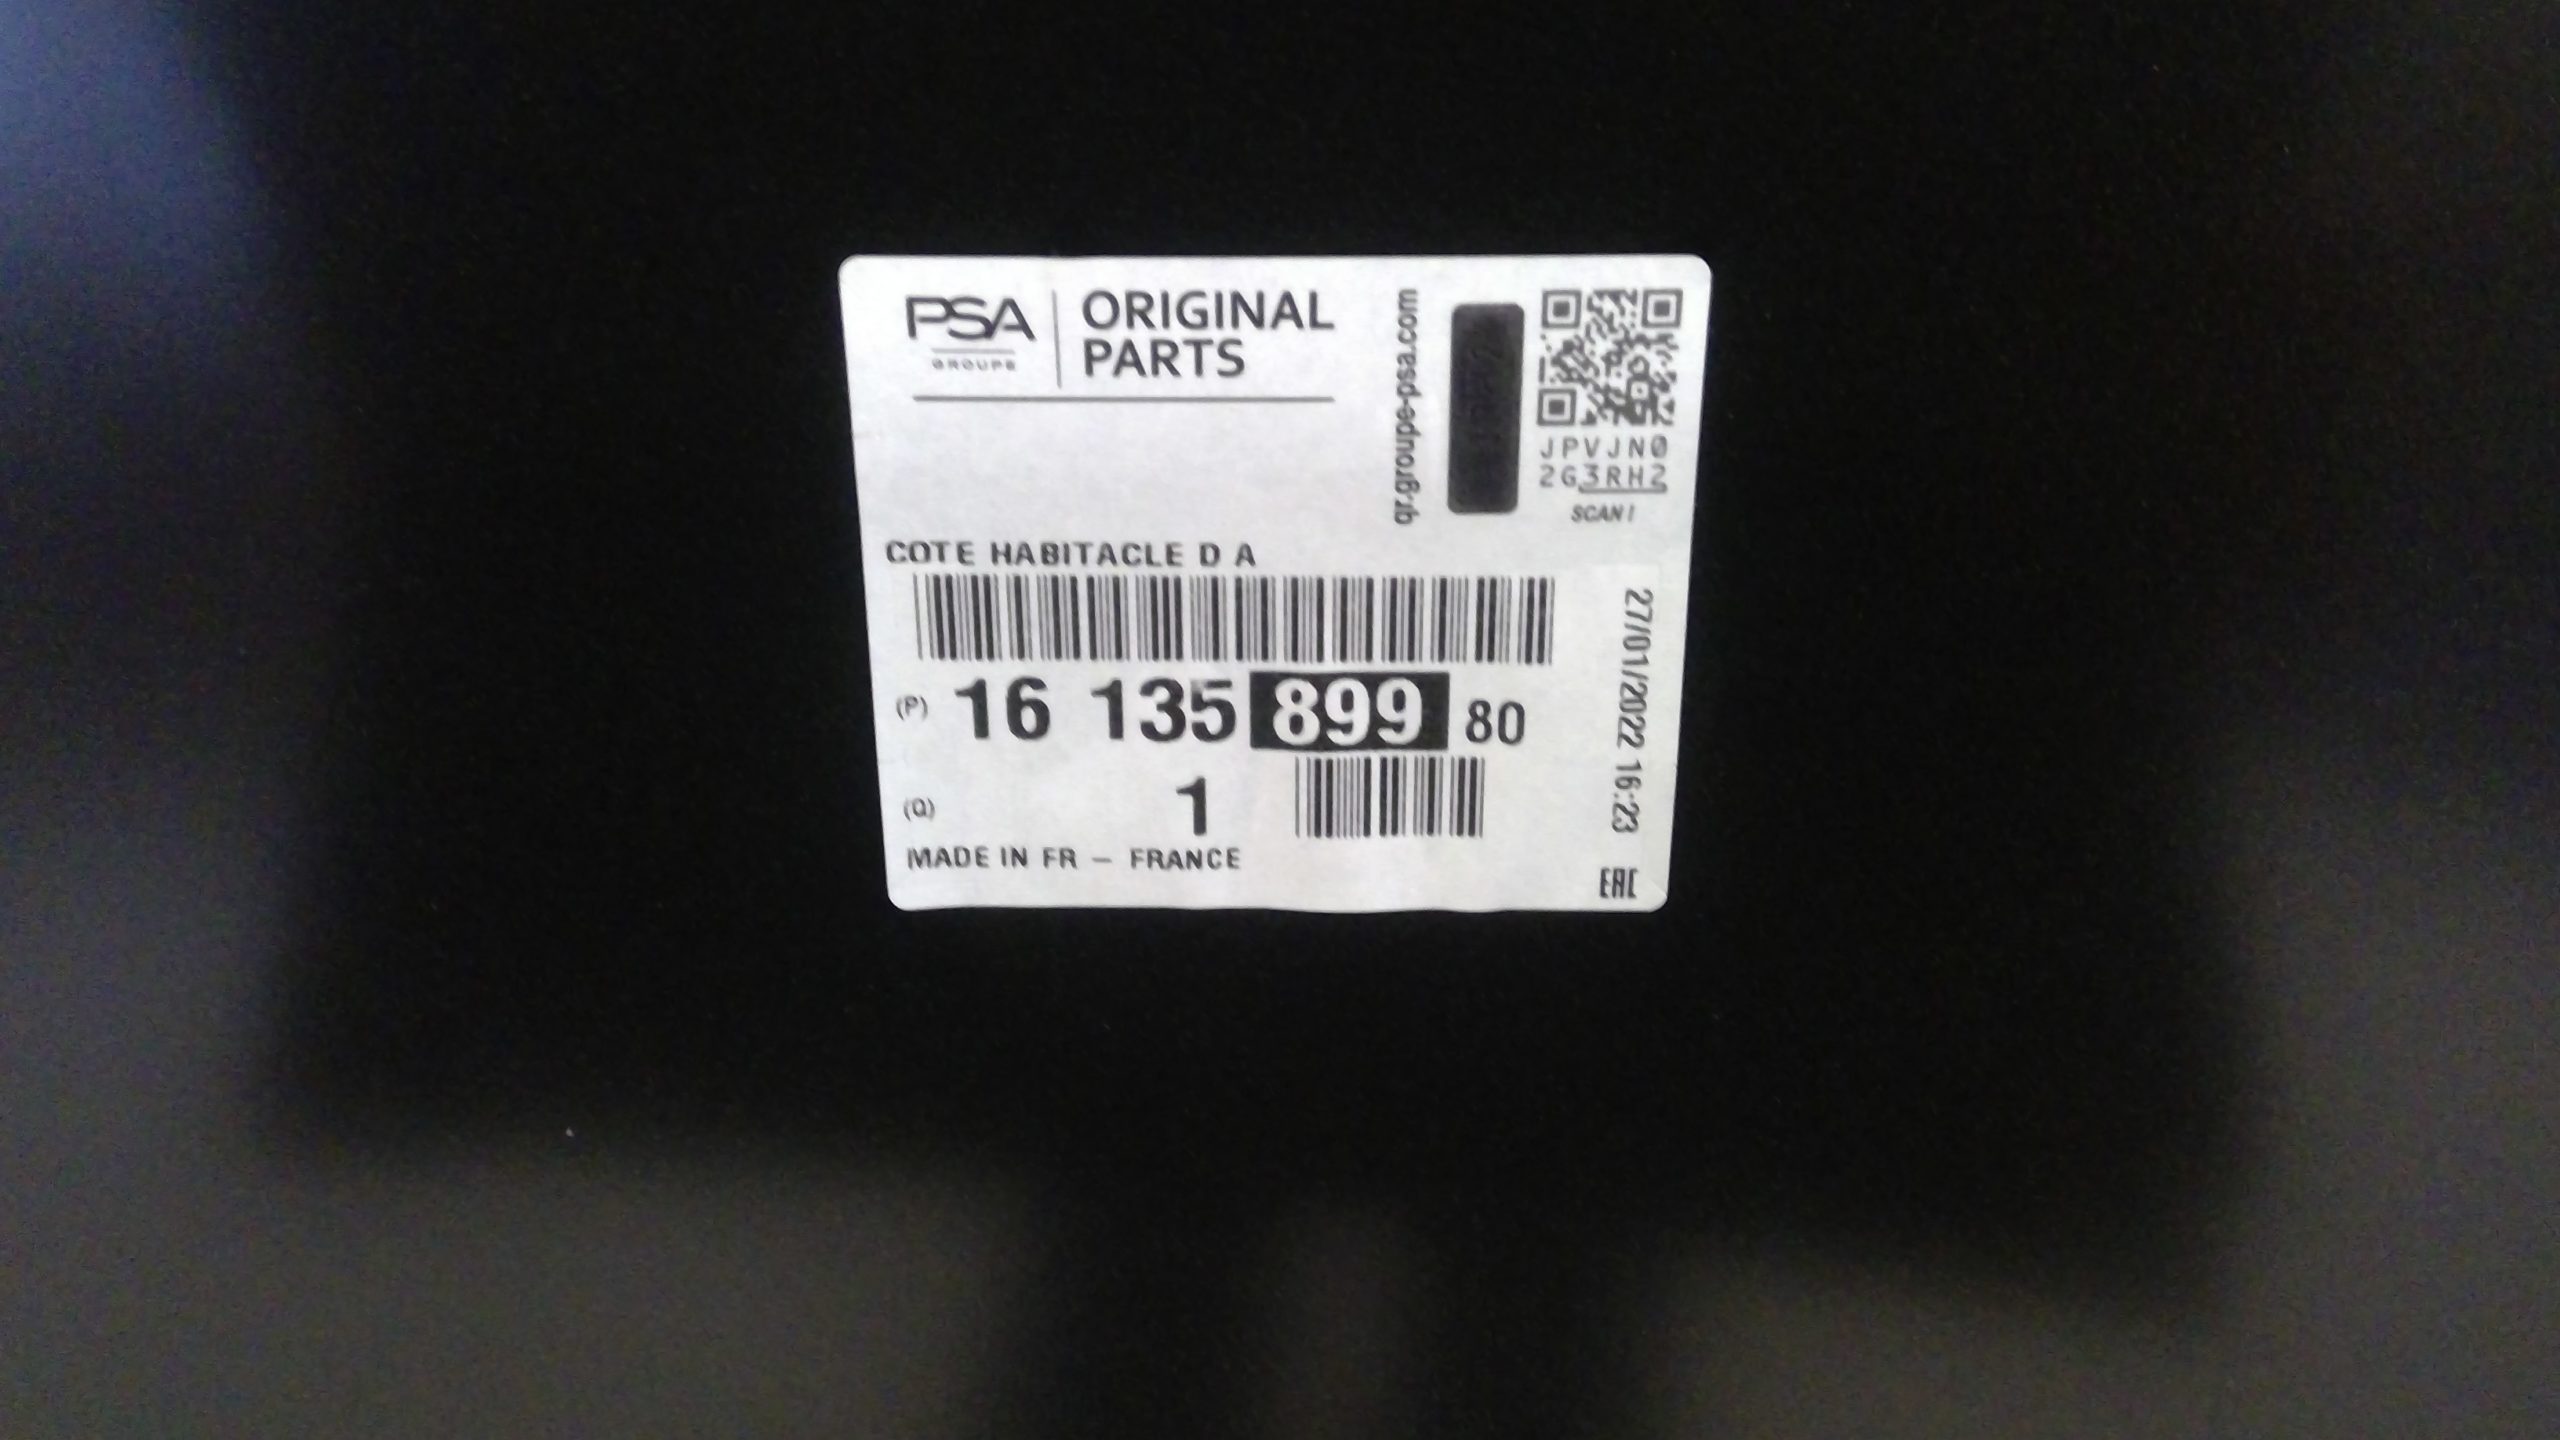 PSA
GROUPE
ORIGINAL
PARTS
qr.groupe-psa.com
JPVJN0
2G3RH2
SCAN!
COTE HABITACLE D A
(P) 16 135 899 80
(Q) 1
MADE IN FR - FRANCE
27/01/2022 16:23
EAC